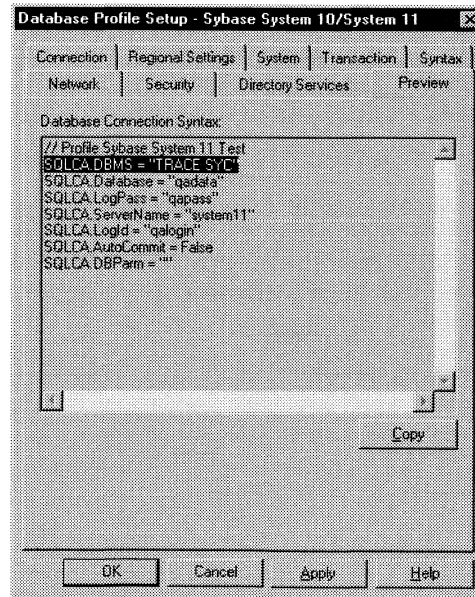 Database Profile Setup - Sybase System 10/System 11
Connection Regional Settings System Transaction Syntax
Network Security Directory Services Preview
Database Connection Syntax:
// Profile Sybase System 11 Test
SQLCA.DBMS = "TRACE SYC"
SQLCA.Database = "qadata"
SQLCA.LogPass = "qapass"
SQLCA.ServerName = "system11"
SQLCA.LogId = "qalogin"
SQLCA.AutoCommit = False
SQLCA.DBParm = ""
Copy
OK Cancel Apply Help